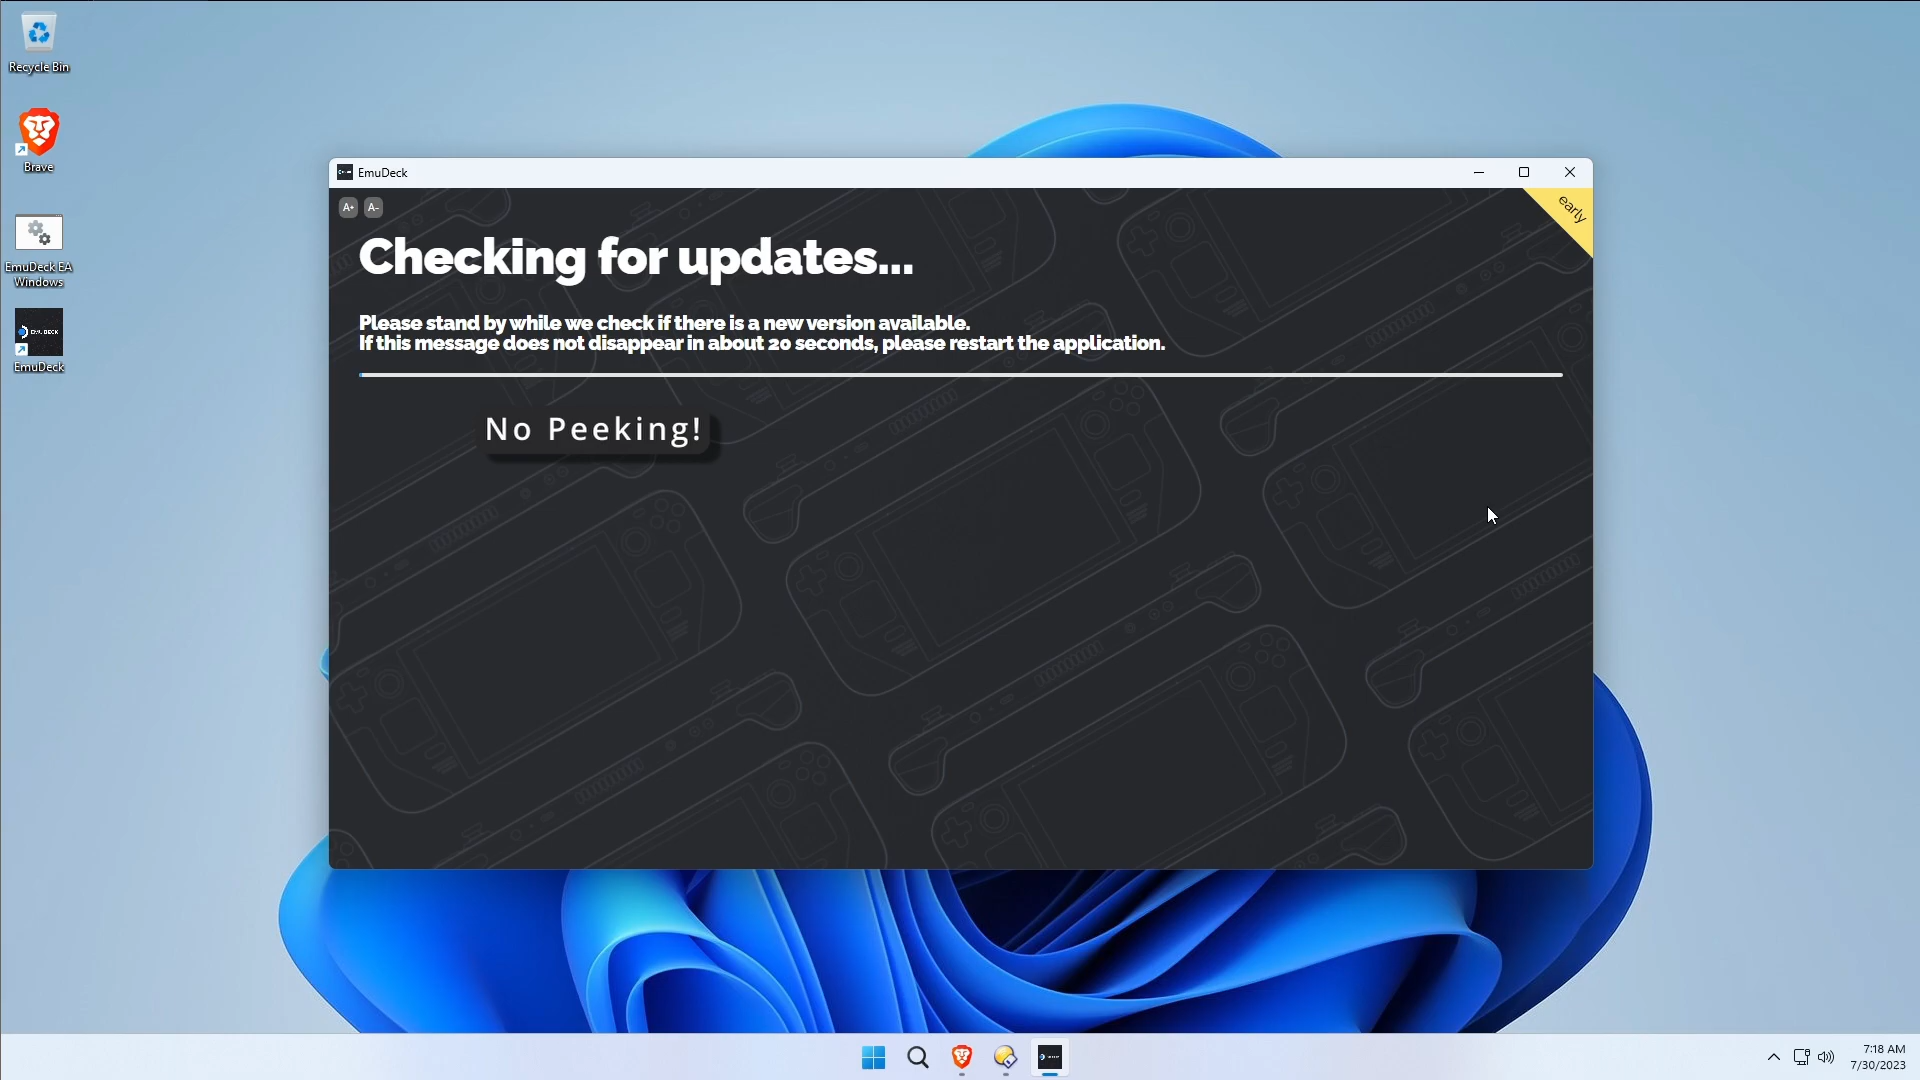 Recycle Bin
Brave
EmuDeck EA
Windows
EMUDECK
EmuDeck
EmuDeck
A+ A-
early
Checking for updates...
Please stand by while we check if there is a new version available.
If this message does not disappear in about 20 seconds, please restart the application.
No Peeking!
7:18 AM
7/30/2023